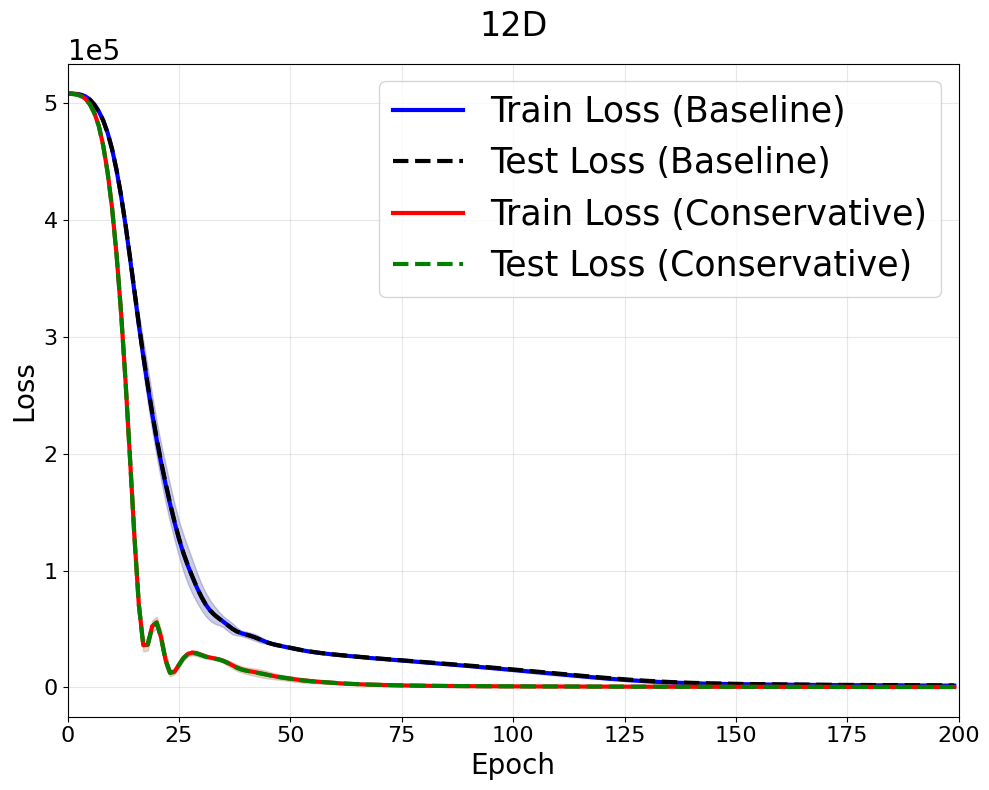 12D
1e5
5
4
3
2
1
0
Loss
Train Loss (Baseline)
Test Loss (Baseline)
Train Loss (Conservative)
Test Loss (Conservative)
0 25 50 75 100 125 150 175 200
Epoch